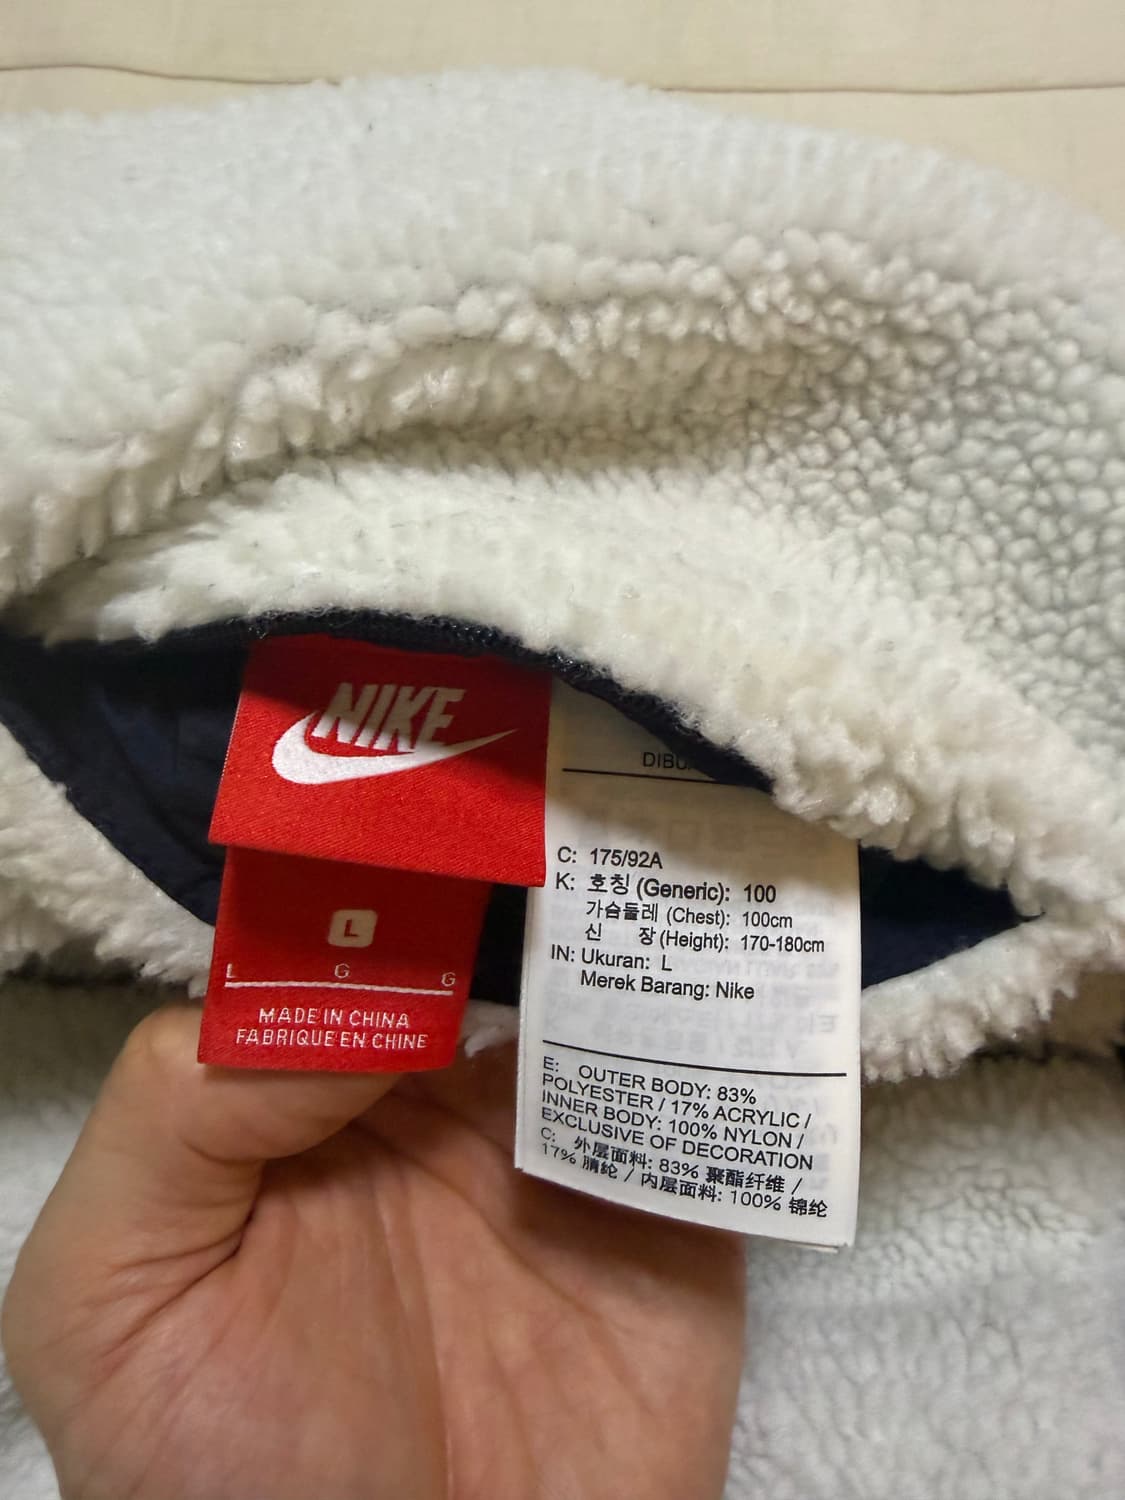 NIKE
L
L G G
MADE IN CHINA
FABRIQUE EN CHINE
C: 175/92A
K: 호칭 (Generic): 100
가슴둘레 (Chest): 100cm
신 장 (Height): 170-180cm
IN: Ukuran: L
Merek Barang: Nike
E: OUTER BODY: 83%
POLYESTER / 17% ACRYLIC /
INNER BODY: 100% NYLON /
EXCLUSIVE OF DECORATION
C: 外层面料: 83% 聚酯纤维 /
17% 腈纶 / 内层面料: 100% 锦纶